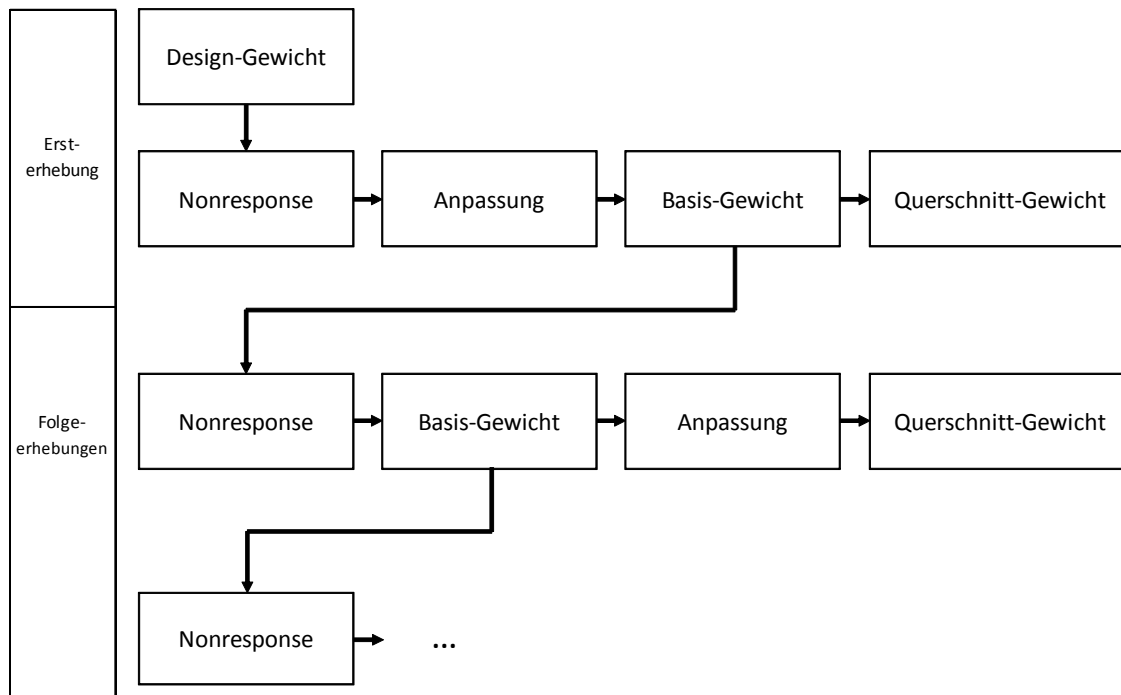 Design-Gewicht
Erst-
erhebung
Nonresponse
Anpassung
Basis-Gewicht
Querschnitt-Gewicht
Folge-
erhebungen
Nonresponse
Basis-Gewicht
Anpassung
Querschnitt-Gewicht
Nonresponse
...